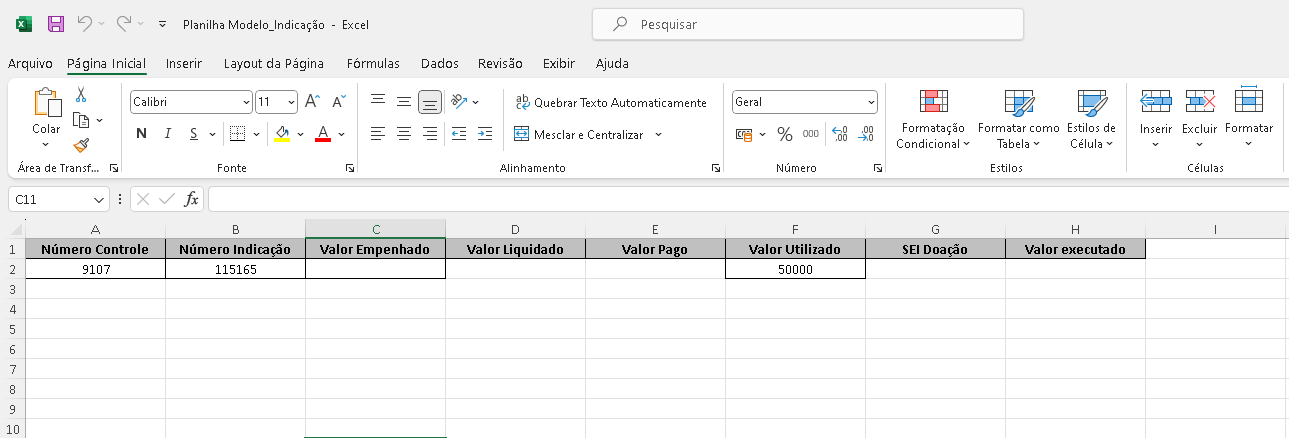 Planilha Modelo_Indicação - Excel
Pesquisar
Arquivo Página Inicial Inserir Layout da Página Fórmulas Dados Revisão Exibir Ajuda
Colar
Área de Transf...
Calibri 11
N I S A A A
Fonte
ab Quebrar Texto Automaticamente
Mesclar e Centralizar
Alinhamento
Geral
% 000
Número
Formatação Condicional
Formatar como Tabela
Estilos de Célula
Estilos
Inserir Excluir Formatar
Células
C11 fx
A B C D E F G H I
1 Número Controle Número Indicação Valor Empenhado Valor Liquidado Valor Pago Valor Utilizado SEI Doação Valor executado
2 9107 115165 50000
3
4
5
6
7
8
9
10